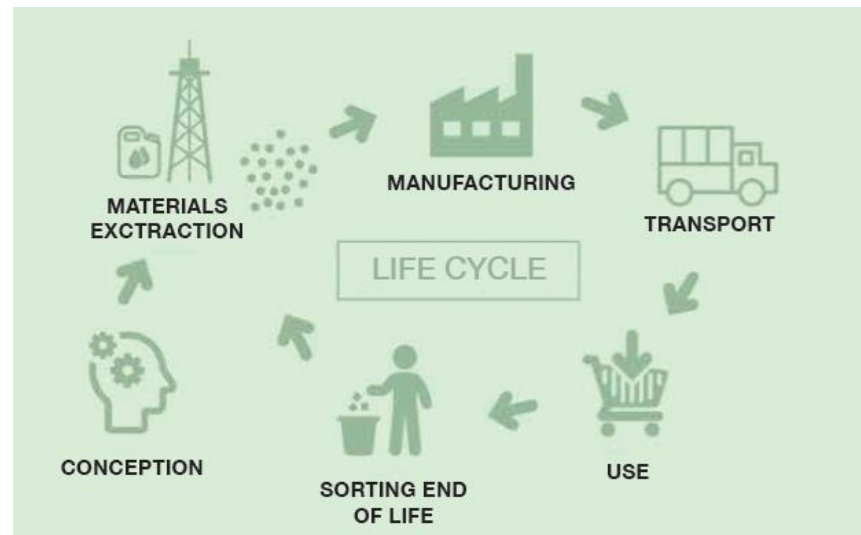 MATERIALS
EXCTRACTION
MANUFACTURING
TRANSPORT
LIFE CYCLE
CONCEPTION
SORTING END
OF LIFE
USE